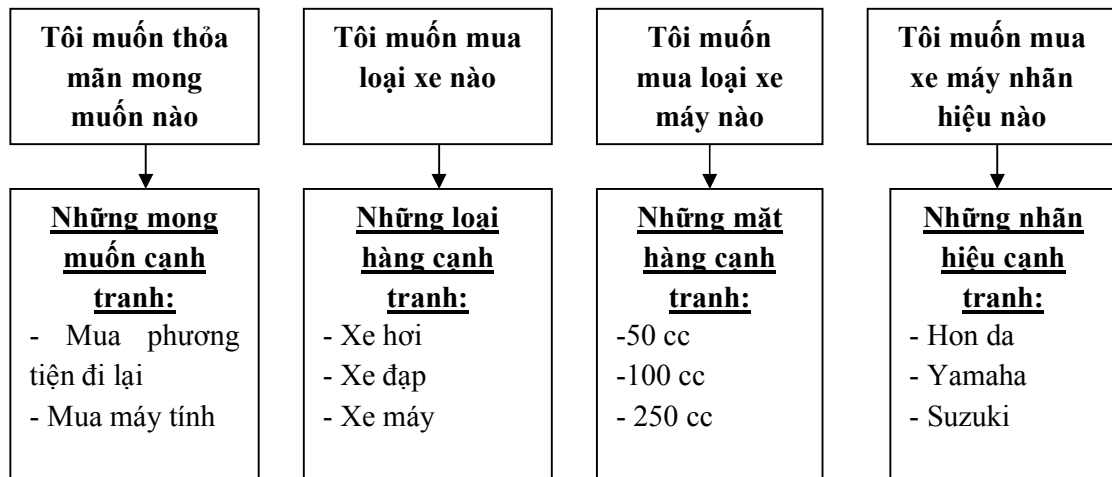 Tôi muốn thỏa
mãn mong
muốn nào
Tôi muốn mua
loại xe nào
Tôi muốn
mua loại xe
máy nào
Tôi muốn mua
xe máy nhãn
hiệu nào
Những mong
muốn cạnh
tranh:
- Mua phương
tiện đi lại
- Mua máy tính
Những loại
hàng cạnh
tranh:
- Xe hơi
- Xe đạp
- Xe máy
Những mặt
hàng cạnh
tranh:
-50 cc
-100 cc
- 250 cc
Những nhãn
hiệu cạnh
tranh:
- Hon da
- Yamaha
- Suzuki